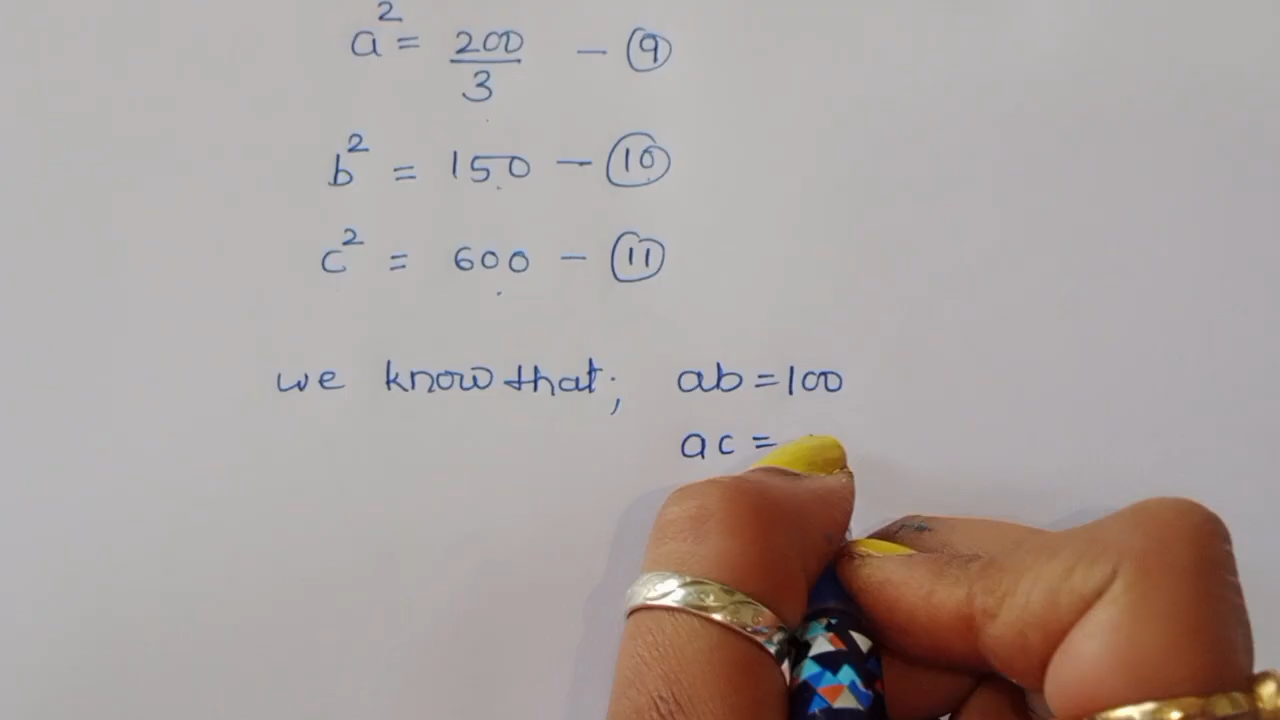 a² = 200/3 — ⑨
b² = 150 — ⑩
c² = 600 — ⑪
we know that; ab = 100
ac =